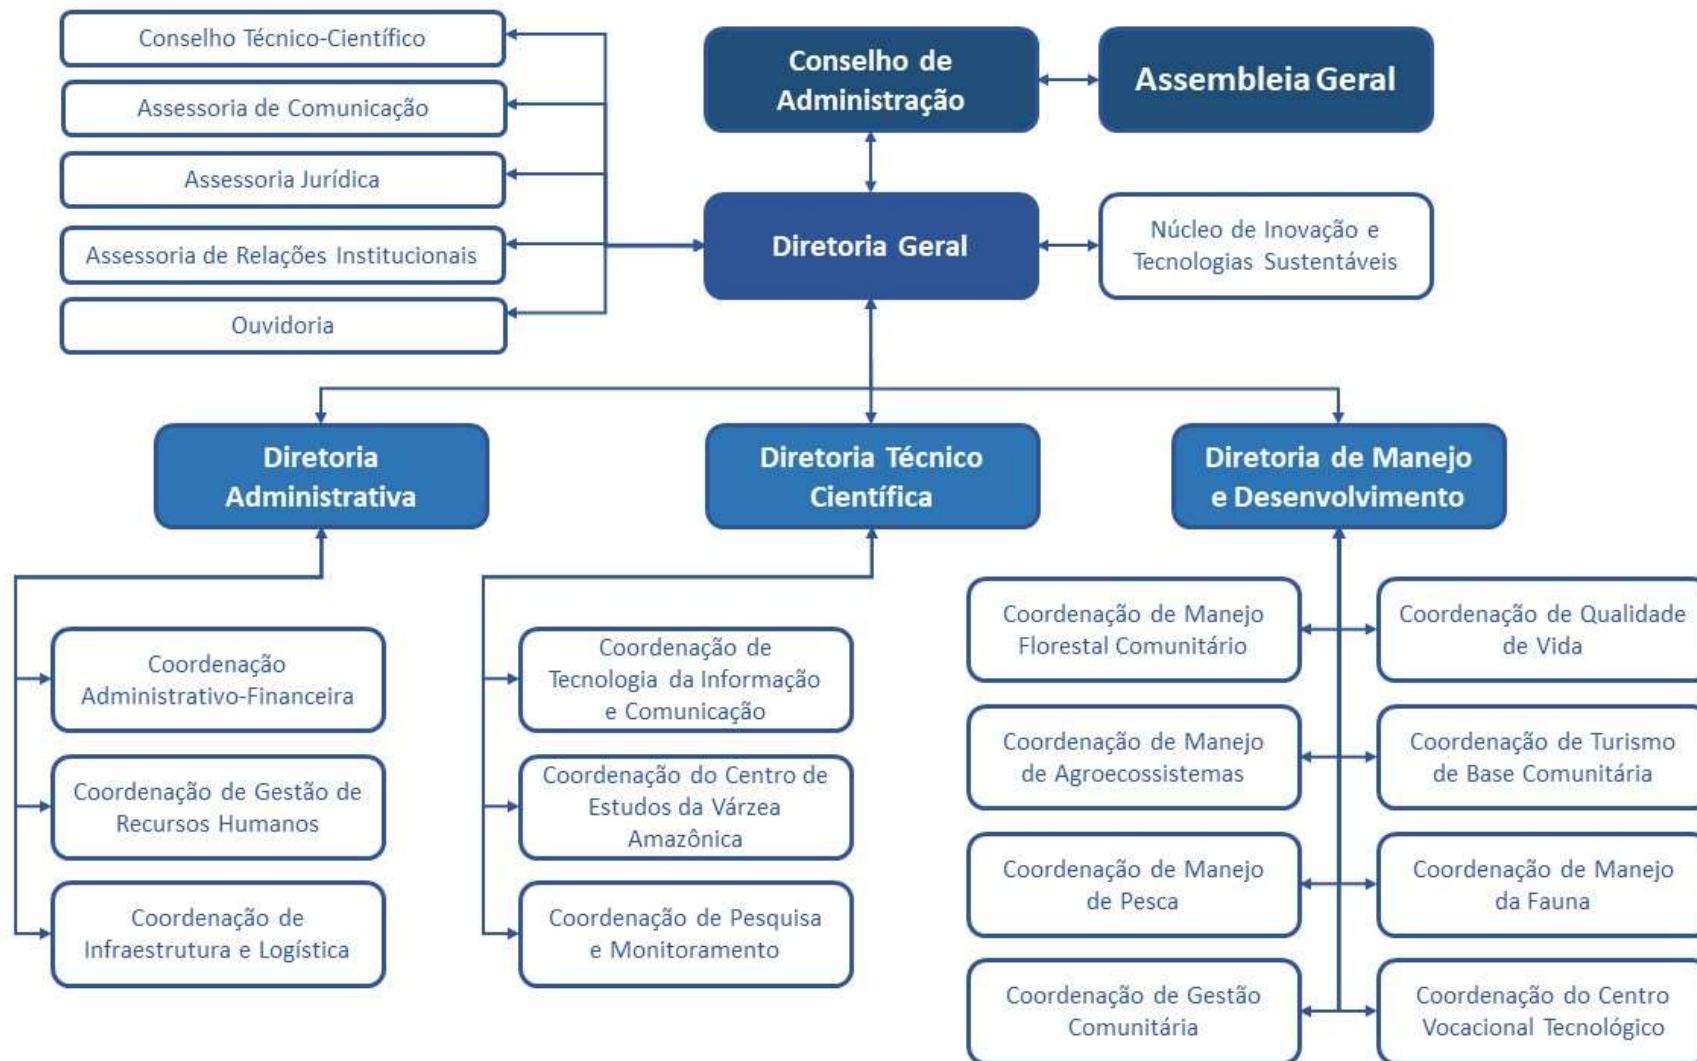 Conselho Técnico-Científico
Assessoria de Comunicação
Assessoria Jurídica
Assessoria de Relações Institucionais
Ouvidoria
Conselho de
Administração
Assembleia Geral
Diretoria Geral
Núcleo de Inovação e
Tecnologias Sustentáveis
Diretoria
Administrativa
Diretoria Técnico
Científica
Diretoria de Manejo
e Desenvolvimento
Coordenação
Administrativo-Financeira
Coordenação de Gestão de
Recursos Humanos
Coordenação de
Infraestrutura e Logística
Coordenação de
Tecnologia da Informação
e Comunicação
Coordenação do Centro de
Estudos da Várzea
Amazônica
Coordenação de Pesquisa
e Monitoramento
Coordenação de Manejo
Florestal Comunitário
Coordenação de Qualidade
de Vida
Coordenação de Manejo
de Agroecossistemas
Coordenação de Turismo
de Base Comunitária
Coordenação de Manejo
de Pesca
Coordenação de Manejo
da Fauna
Coordenação de Gestão
Comunitária
Coordenação do Centro
Vocacional Tecnológico